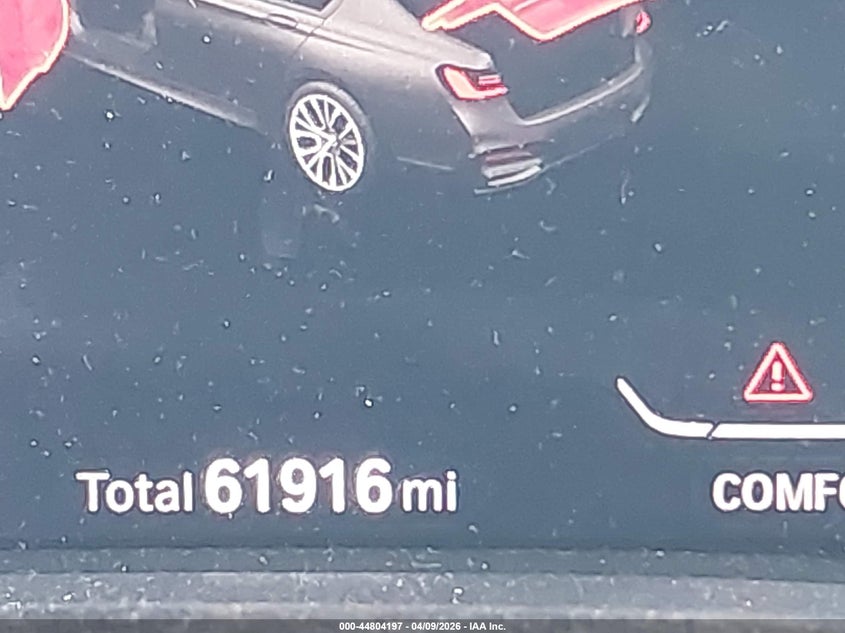 Total 61916 mi
COMFO
000-44804197 - 04/09/2026 - IAA Inc.